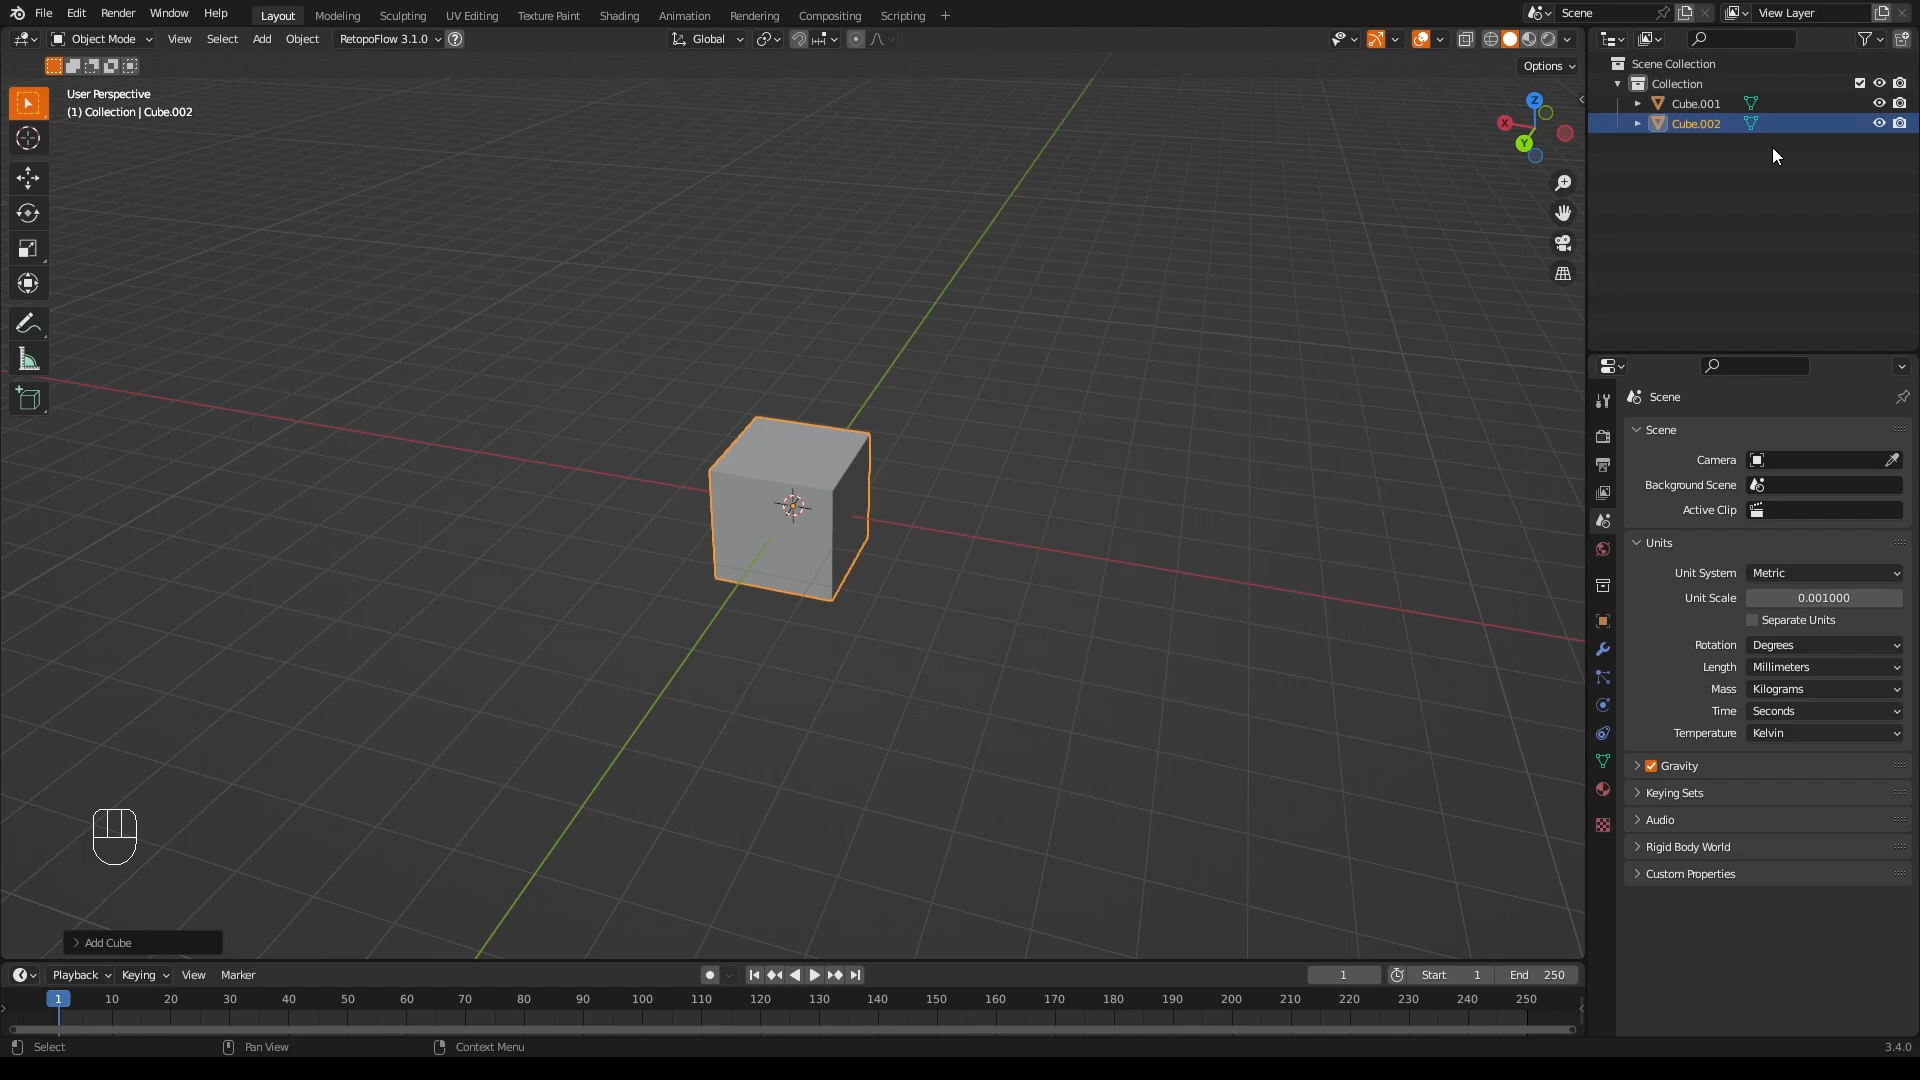 File Edit Render Window Help
Layout Modeling Sculpting UV Editing Texture Paint Shading Animation Rendering Compositing Scripting +
Scene
View Layer
Object Mode View Select Add Object RetopoFlow 3.1.0
Global
Options
User Perspective
(1) Collection | Cube.002
Z
X
Y
Scene Collection
Collection
Cube.001
Cube.002
Scene
Scene
Camera
Background Scene
Active Clip
Units
Unit System Metric
Unit Scale 0.001000
Separate Units
Rotation Degrees
Length Millimeters
Mass Kilograms
Time Seconds
Temperature Kelvin
Gravity
Keying Sets
Audio
Rigid Body World
Custom Properties
Add Cube
Playback Keying View Marker
1 Start 1 End 250
1 10 20 30 40 50 60 70 80 90 100 110 120 130 140 150 160 170 180 190 200 210 220 230 240 250
Select Pan View Context Menu 3.4.0